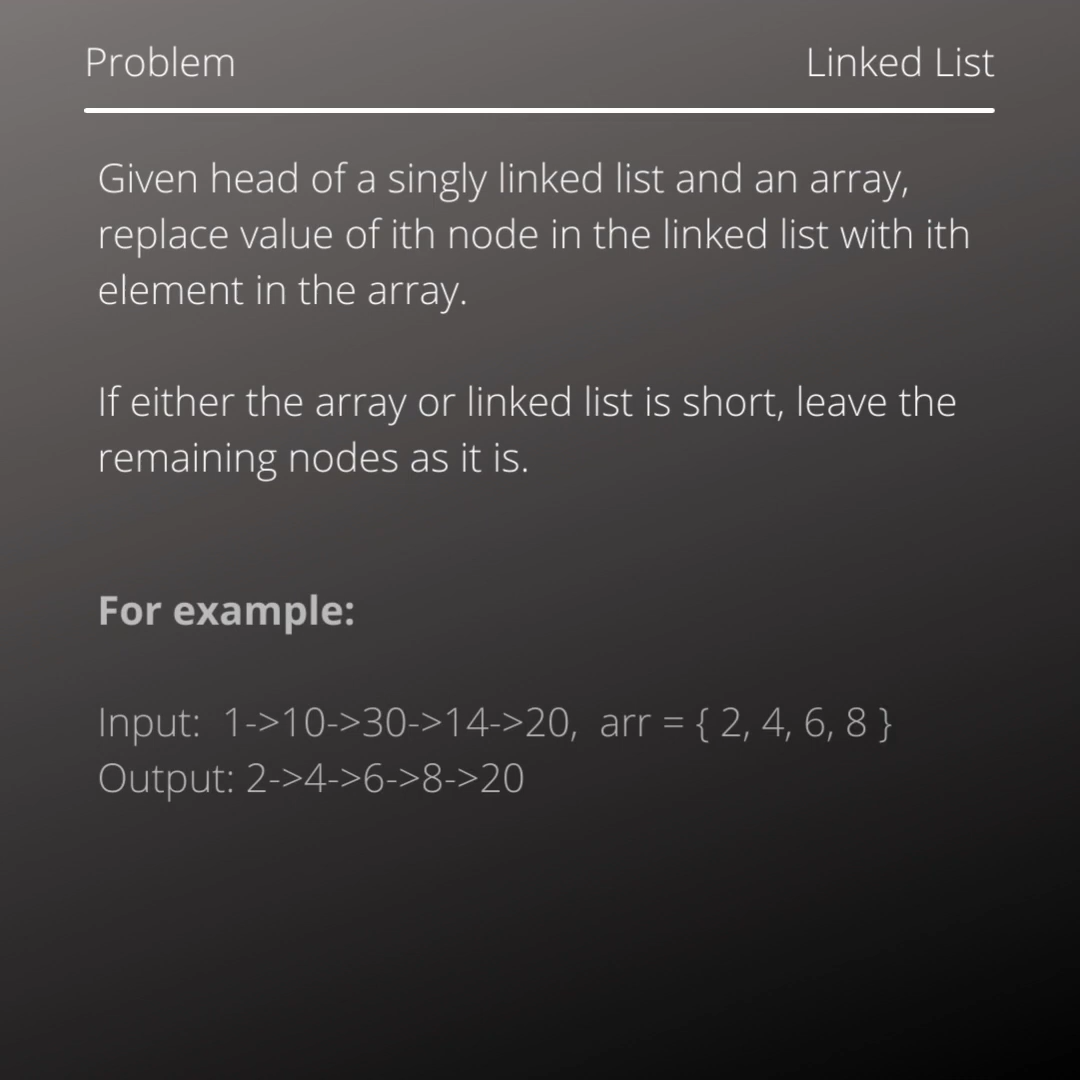 Problem
Linked List
Given head of a singly linked list and an array,
replace value of ith node in the linked list with ith
element in the array.
If either the array or linked list is short, leave the
remaining nodes as it is.
For example:
Input:  1->10->30->14->20,  arr = { 2, 4, 6, 8 }
Output: 2->4->6->8->20